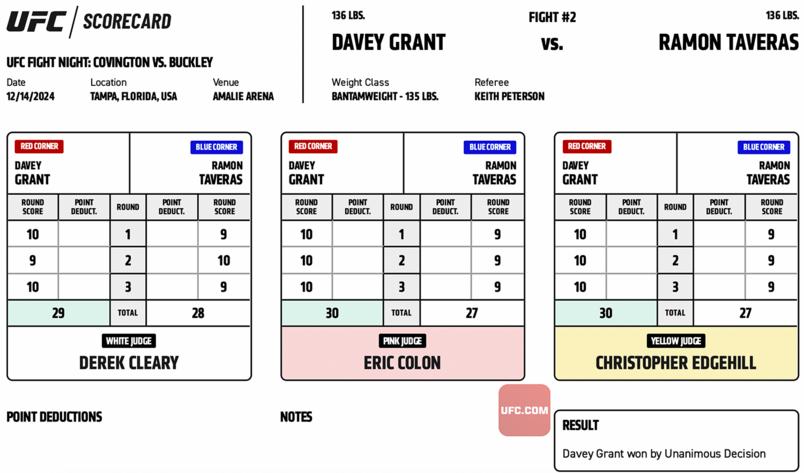 UFC / SCORECARD
UFC FIGHT NIGHT: COVINGTON VS. BUCKLEY
Date Location Venue
12/14/2024 TAMPA, FLORIDA, USA AMALIE ARENA
136 LBS. FIGHT #2 136 LBS.
DAVEY GRANT VS. RAMON TAVERAS
Weight Class Referee
BANTAMWEIGHT - 135 LBS. KEITH PETERSON
RED CORNER BLUE CORNER
DAVEY RAMON
GRANT TAVERAS
ROUND SCORE POINT DEDUCT. ROUND POINT DEDUCT. ROUND SCORE
10 1 9
9 2 10
10 3 9
29 TOTAL 28
WHITE JUDGE
DEREK CLEARY
RED CORNER BLUE CORNER
DAVEY RAMON
GRANT TAVERAS
ROUND SCORE POINT DEDUCT. ROUND POINT DEDUCT. ROUND SCORE
10 1 9
10 2 9
10 3 9
30 TOTAL 27
PINK JUDGE
ERIC COLON
RED CORNER BLUE CORNER
DAVEY RAMON
GRANT TAVERAS
ROUND SCORE POINT DEDUCT. ROUND POINT DEDUCT. ROUND SCORE
10 1 9
10 2 9
10 3 9
30 TOTAL 27
YELLOW JUDGE
CHRISTOPHER EDGEHILL
POINT DEDUCTIONS
NOTES
UFC.COM
RESULT
Davey Grant won by Unanimous Decision